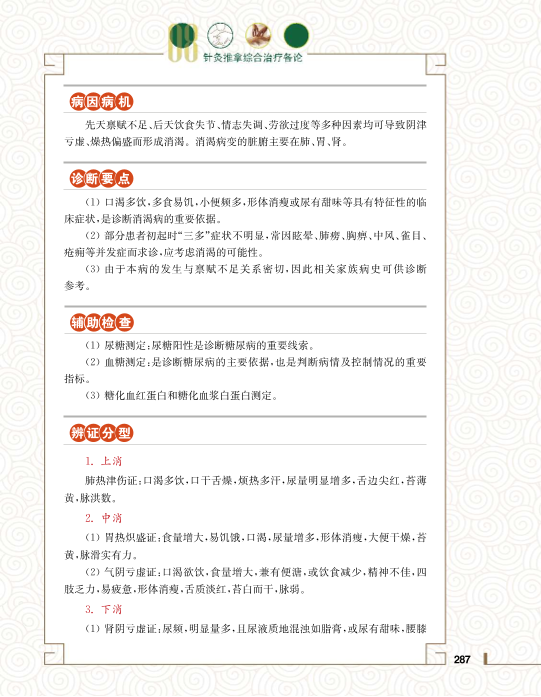 针灸推拿综合治疗各论
病因病机
先天禀赋不足、后天饮食失节、情志失调、劳欲过度等多种因素均可导致阴津
亏虚、燥热偏盛而形成消渴。消渴病变的脏腑主要在肺、胃、肾。
诊断要点
(1) 口渴多饮,多食易饥,小便频多,形体消瘦或尿有甜味等具有特征性的临
床症状,是诊断消渴病的重要依据。
(2) 部分患者初起时“三多”症状不明显,常因眩晕、肺痨、胸痹、中风、雀目、
疮痈等并发症而求诊,应考虑消渴的可能性。
(3) 由于本病的发生与禀赋不足关系密切,因此相关家族病史可供诊断
参考。
辅助检查
(1) 尿糖测定:尿糖阳性是诊断糖尿病的重要线索。
(2) 血糖测定:是诊断糖尿病的主要依据,也是判断病情及控制情况的重要
指标。
(3) 糖化血红蛋白和糖化血浆白蛋白测定。
辨证分型
1. 上消
肺热津伤证:口渴多饮,口干舌燥,烦热多汗,尿量明显增多,舌边尖红,苔薄
黄,脉洪数。
2. 中消
(1) 胃热炽盛证:食量增大,易饥饿,口渴,尿量增多,形体消瘦,大便干燥,苔
黄,脉滑实有力。
(2) 气阴亏虚证:口渴欲饮,食量增大,兼有便溏,或饮食减少,精神不佳,四
肢乏力,易疲意,形体消瘦,舌质淡红,苔白而干,脉弱。
3. 下消
(1) 肾阴亏虚证:尿频,明显量多,且尿液质地混浊如脂膏,或尿有甜味,腰膝
287